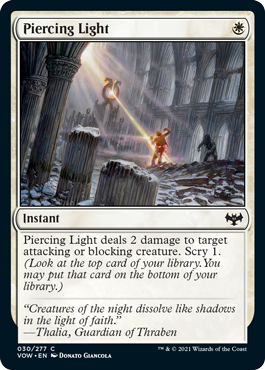 Piercing Light
Instant
Piercing Light deals 2 damage to target
attacking or blocking creature. Scry 1.
(Look at the top card of your library. You
may put that card on the bottom of your
library.)
“Creatures of the night dissolve like shadows
in the light of faith.”
—Thalia, Guardian of Thraben
030/277 C
VOW • EN DONATO GIANCOLA
™ & © 2021 Wizards of the Coast